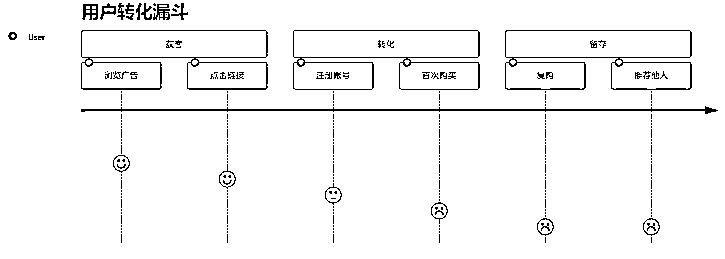 用户转化漏斗
User
获客
转化
留存
浏览广告
点击链接
注册账号
首次购买
复购
推荐他人